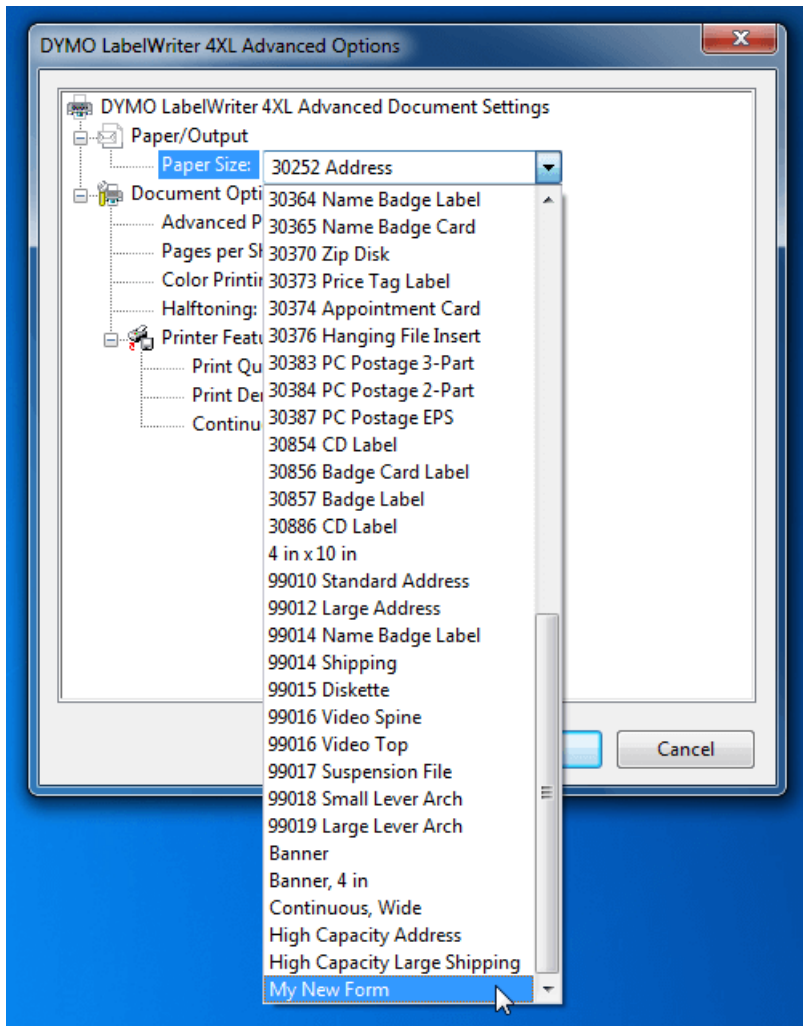 DYMO LabelWriter 4XL Advanced Options
DYMO LabelWriter 4XL Advanced Document Settings
Paper/Output
Paper Size: 30252 Address
Document Opti
Advanced P
Pages per Sh
Color Printin
Halftoning:
Printer Featu
Print Qu
Print Der
Continu
30364 Name Badge Label
30365 Name Badge Card
30370 Zip Disk
30373 Price Tag Label
30374 Appointment Card
30376 Hanging File Insert
30383 PC Postage 3-Part
30384 PC Postage 2-Part
30387 PC Postage EPS
30854 CD Label
30856 Badge Card Label
30857 Badge Label
30886 CD Label
4 in x 10 in
99010 Standard Address
99012 Large Address
99014 Name Badge Label
99014 Shipping
99015 Diskette
99016 Video Spine
99016 Video Top
99017 Suspension File
99018 Small Lever Arch
99019 Large Lever Arch
Banner
Banner, 4 in
Continuous, Wide
High Capacity Address
High Capacity Large Shipping
My New Form
Cancel